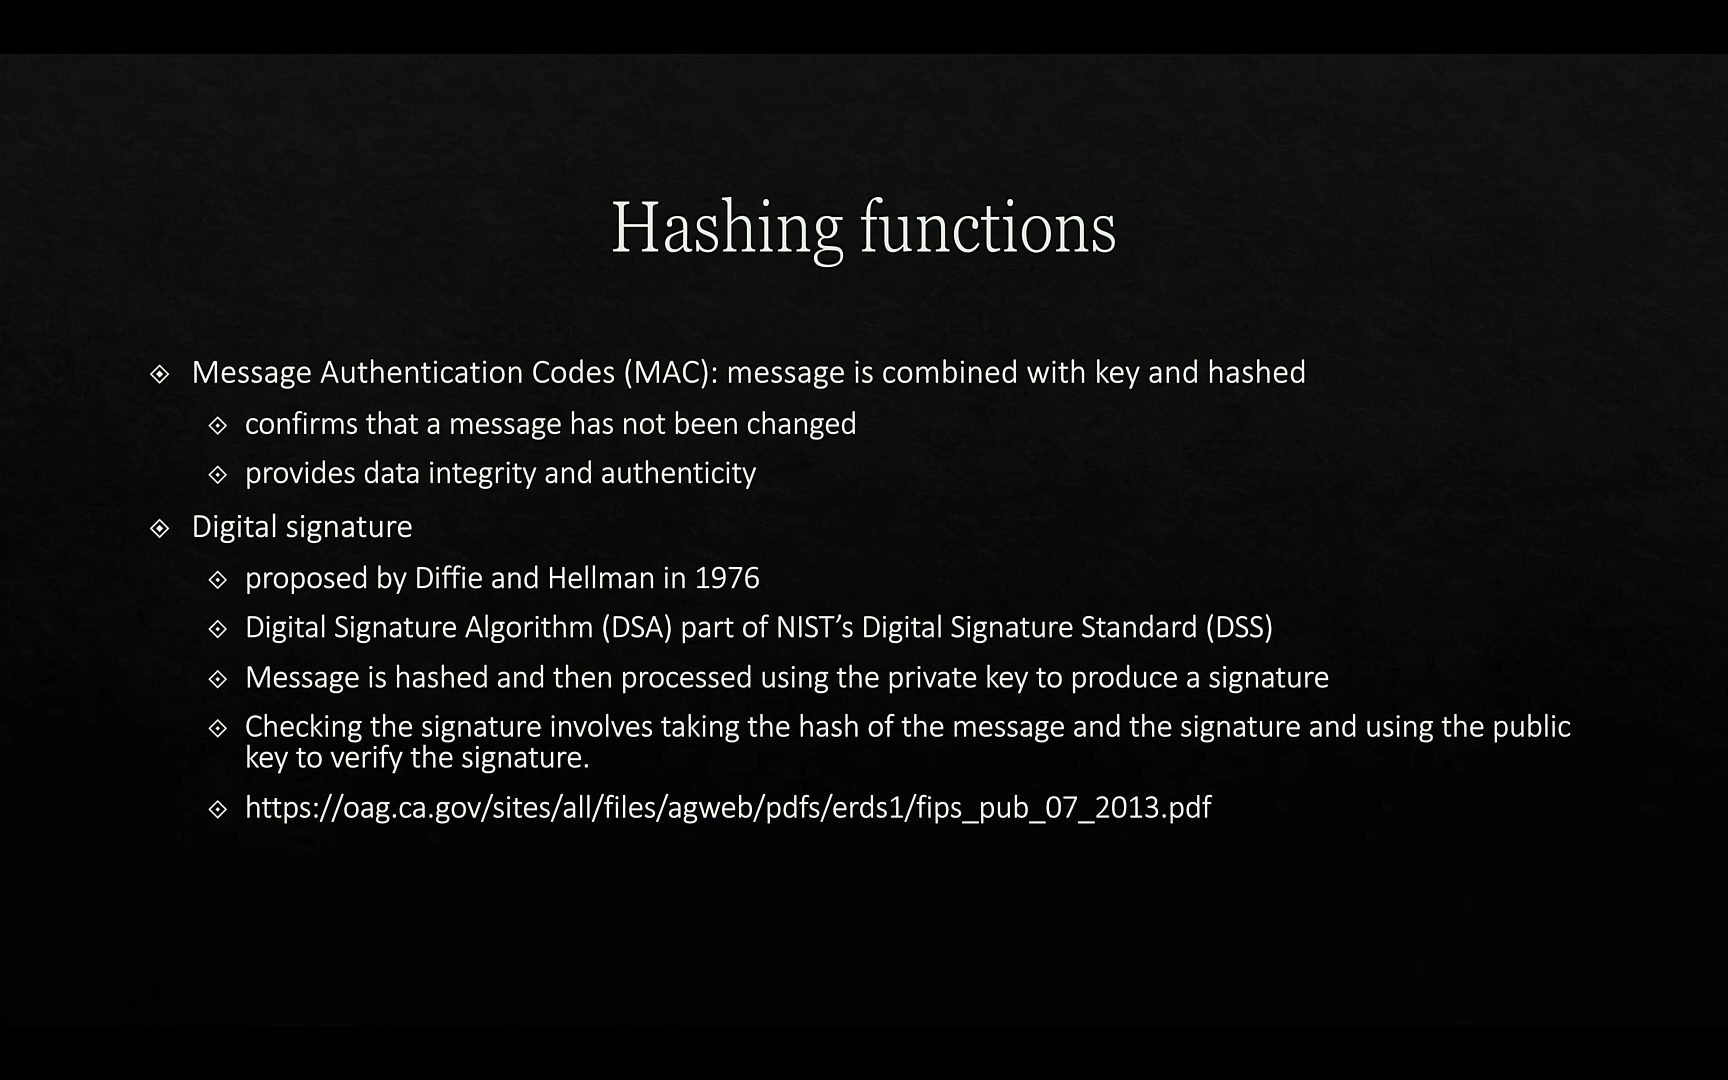 Hashing functions
Message Authentication Codes (MAC): message is combined with key and hashed
confirms that a message has not been changed
provides data integrity and authenticity
Digital signature
proposed by Diffie and Hellman in 1976
Digital Signature Algorithm (DSA) part of NIST’s Digital Signature Standard (DSS)
Message is hashed and then processed using the private key to produce a signature
Checking the signature involves taking the hash of the message and the signature and using the public
key to verify the signature.
https://oag.ca.gov/sites/all/files/agweb/pdfs/erds1/fips_pub_07_2013.pdf